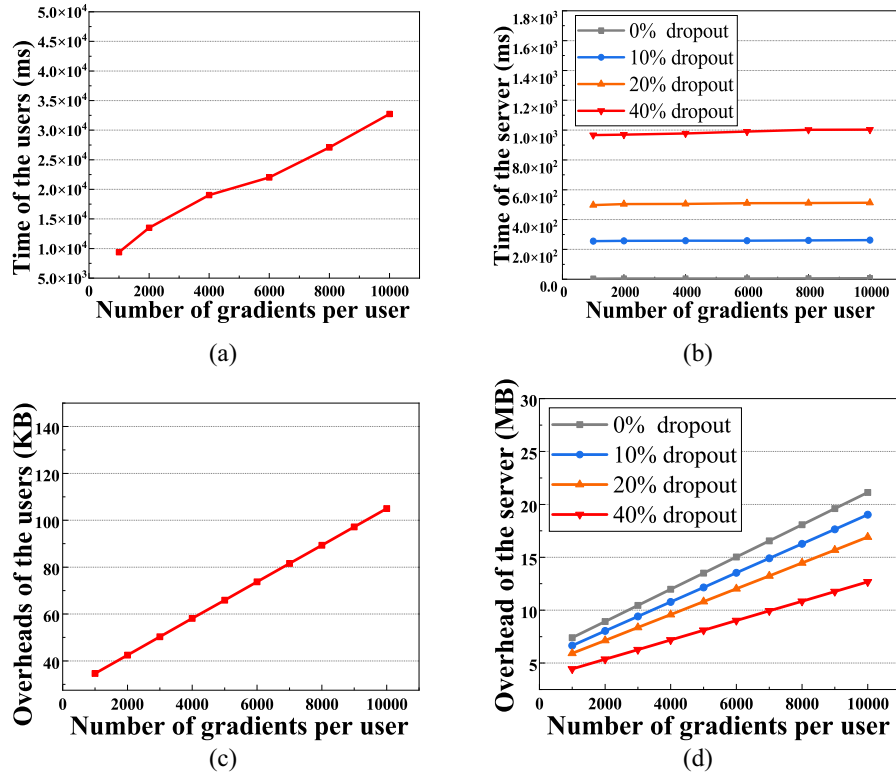 Time of the users (ms)
5.0×10⁴
4.5×10⁴
4.0×10⁴
3.5×10⁴
3.0×10⁴
2.5×10⁴
2.0×10⁴
1.5×10⁴
1.0×10⁴
5.0×10³
0 2000 4000 6000 8000 10000
Number of gradients per user
(a)
Time of the server (ms)
1.8×10³
1.6×10³
1.4×10³
1.2×10³
1.0×10³
8.0×10²
6.0×10²
4.0×10²
2.0×10²
0.0
0% dropout
10% dropout
20% dropout
40% dropout
0 2000 4000 6000 8000 10000
Number of gradients per user
(b)
Overheads of the users (KB)
140
120
100
80
60
40
0 2000 4000 6000 8000 10000
Number of gradients per user
(c)
Overhead of the server (MB)
30
25
20
15
10
5
0% dropout
10% dropout
20% dropout
40% dropout
0 2000 4000 6000 8000 10000
Number of gradients per user
(d)